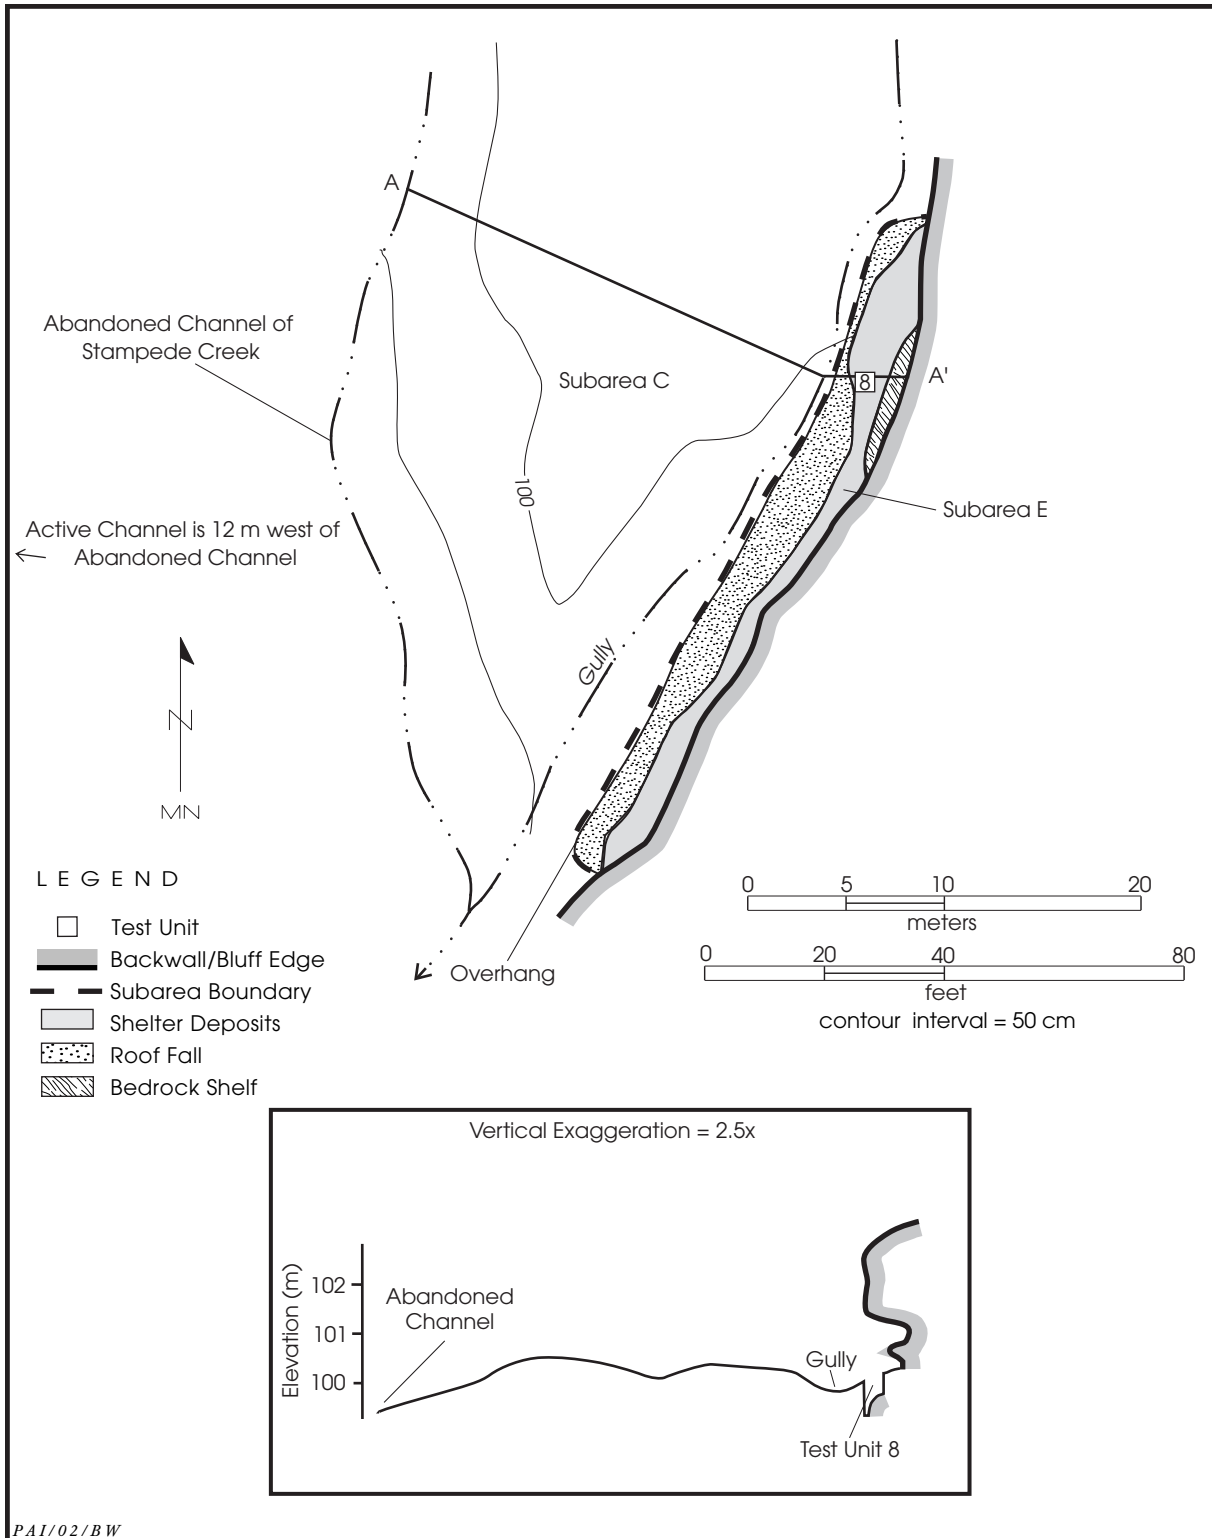 A
Abandoned Channel of
Stampede Creek
Subarea C
8
A'
100
Subarea E
Active Channel is 12 m west of
Abandoned Channel
Gully
N
MN
LEGEND
Test Unit
Backwall/Bluff Edge
Subarea Boundary
Shelter Deposits
Roof Fall
Bedrock Shelf
Overhang
0 5 10 20
meters
0 20 40 80
feet
contour interval = 50 cm
Vertical Exaggeration = 2.5x
Elevation (m)
102
101
100
Abandoned
Channel
Gully
Test Unit 8
PAI/02/BW